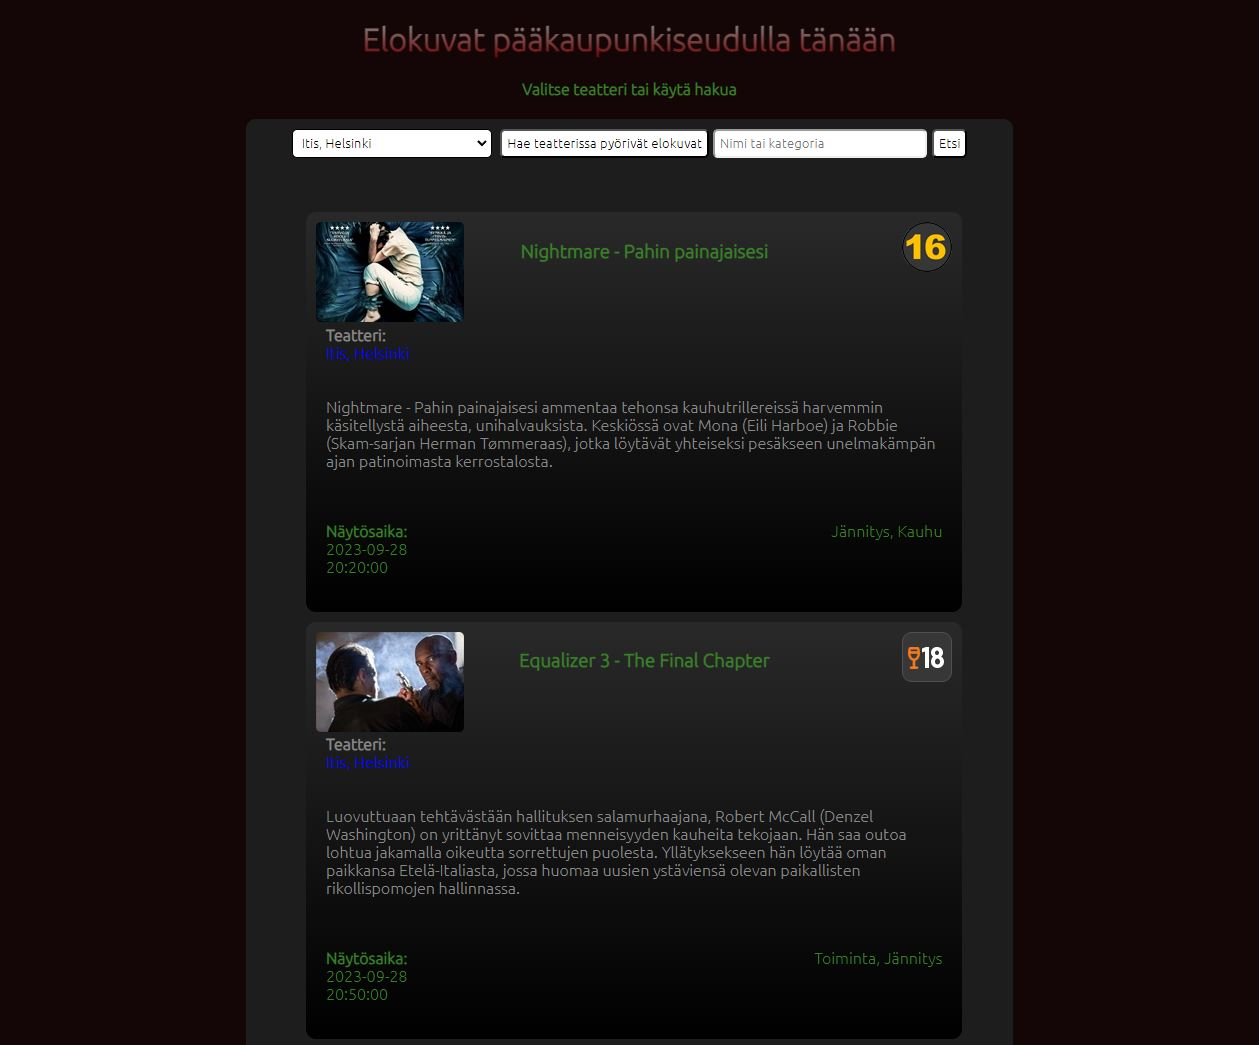 Elokuvat pääkaupunkiseudulla tänään
Valitse teatteri tai käytä hakua
Itis, Helsinki
Hae teatterissa pyörivät elokuvat
Nimi tai kategoria
Etsi
Nightmare - Pahin painajaisesi
16
Teatteri:
Itis, Helsinki
Nightmare - Pahin painajaisesi ammentaa tehonsa kauhutrillereissä harvemmin
käsitellystä aiheesta, unihalvauksista. Keskiössä ovat Mona (Eili Harboe) ja Robbie
(Skam-sarjan Herman Tømmeraas), jotka löytävät yhteiseksi pesäkseen unelmakämpän
ajan patinoimasta kerrostalosta.
Näytösaika:
2023-09-28
20:20:00
Jännitys, Kauhu
Equalizer 3 - The Final Chapter
18
Teatteri:
Itis, Helsinki
Luovuttuaan tehtävästään hallituksen salamurhaajana, Robert McCall (Denzel
Washington) on yrittänyt sovittaa menneisyyden kauheita tekojaan. Hän saa outoa
lohtua jakamalla oikeutta sorrettujen puolesta. Yllätyksekseen hän löytää oman
paikkansa Etelä-Italiasta, jossa huomaa uusien ystäviensä olevan paikallisten
rikollispomojen hallinnassa.
Näytösaika:
2023-09-28
20:50:00
Toiminta, Jännitys